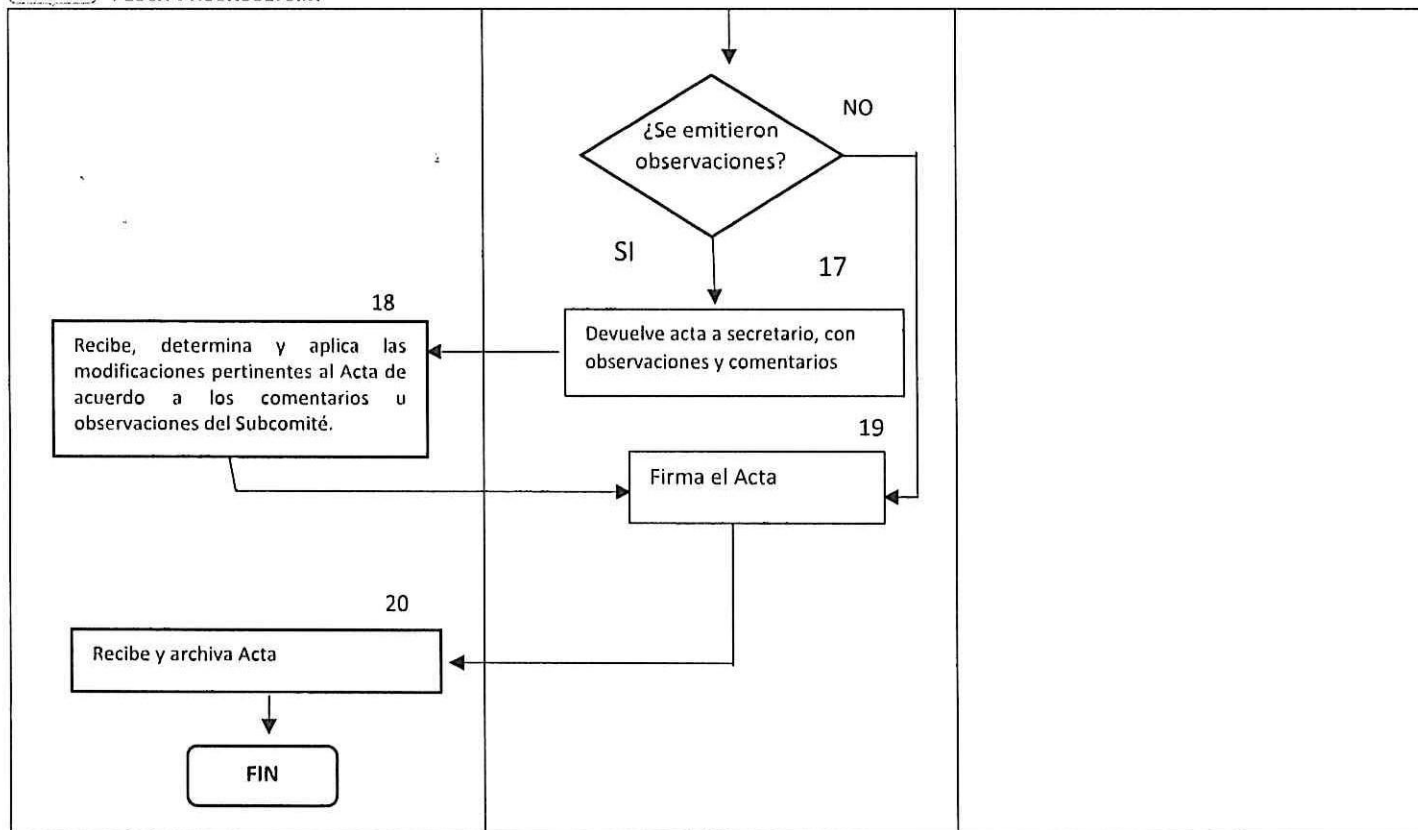 ¿Se emitieron
observaciones?
NO
SI
17
Devuelve acta a secretario, con
observaciones y comentarios
18
Recibe, determina y aplica las
modificaciones pertinentes al Acta de
acuerdo a los comentarios u
observaciones del Subcomité.
19
Firma el Acta
20
Recibe y archiva Acta
FIN